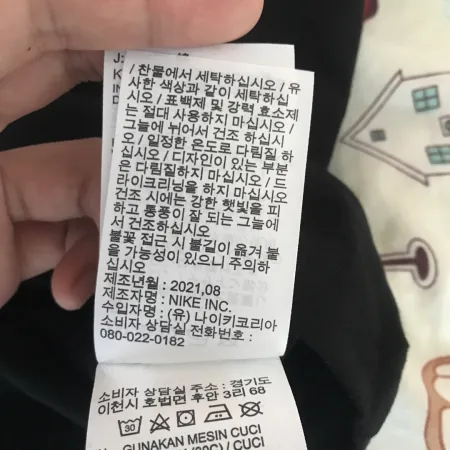 J:
K
IN
D
/ 찬물에서 세탁하십시오 / 유
사한 색상과 같이 세탁하십
시오 / 표백제 및 강력 효소제
는 절대 사용하지 마십시오 /
그늘에 뉘어서 건조 하십시
오 / 일정한 온도로 다림질 하
십시오 / 디자인이 있는 부분
은 다림질하지 마십시오 / 드
라이크리닝을 하지 마십시오
건조 시에는 강한 햇빛을 피
하고 통풍이 잘 되는 그늘에
서 건조하십시오
불꽃 접근 시 불길이 옮겨 붙
을 가능성이 있으니 주의하
십시오
제조년월 : 2021.08
제조자명 : NIKE INC.
수입자명 : (유) 나이키코리아
소비자 상담실 전화번호 :
080-022-0182
소비자 상담실 주소 : 경기도
이천시 호법면 후안 3리 68
30
GUNAKAN MESIN CUCI
/ CUCI